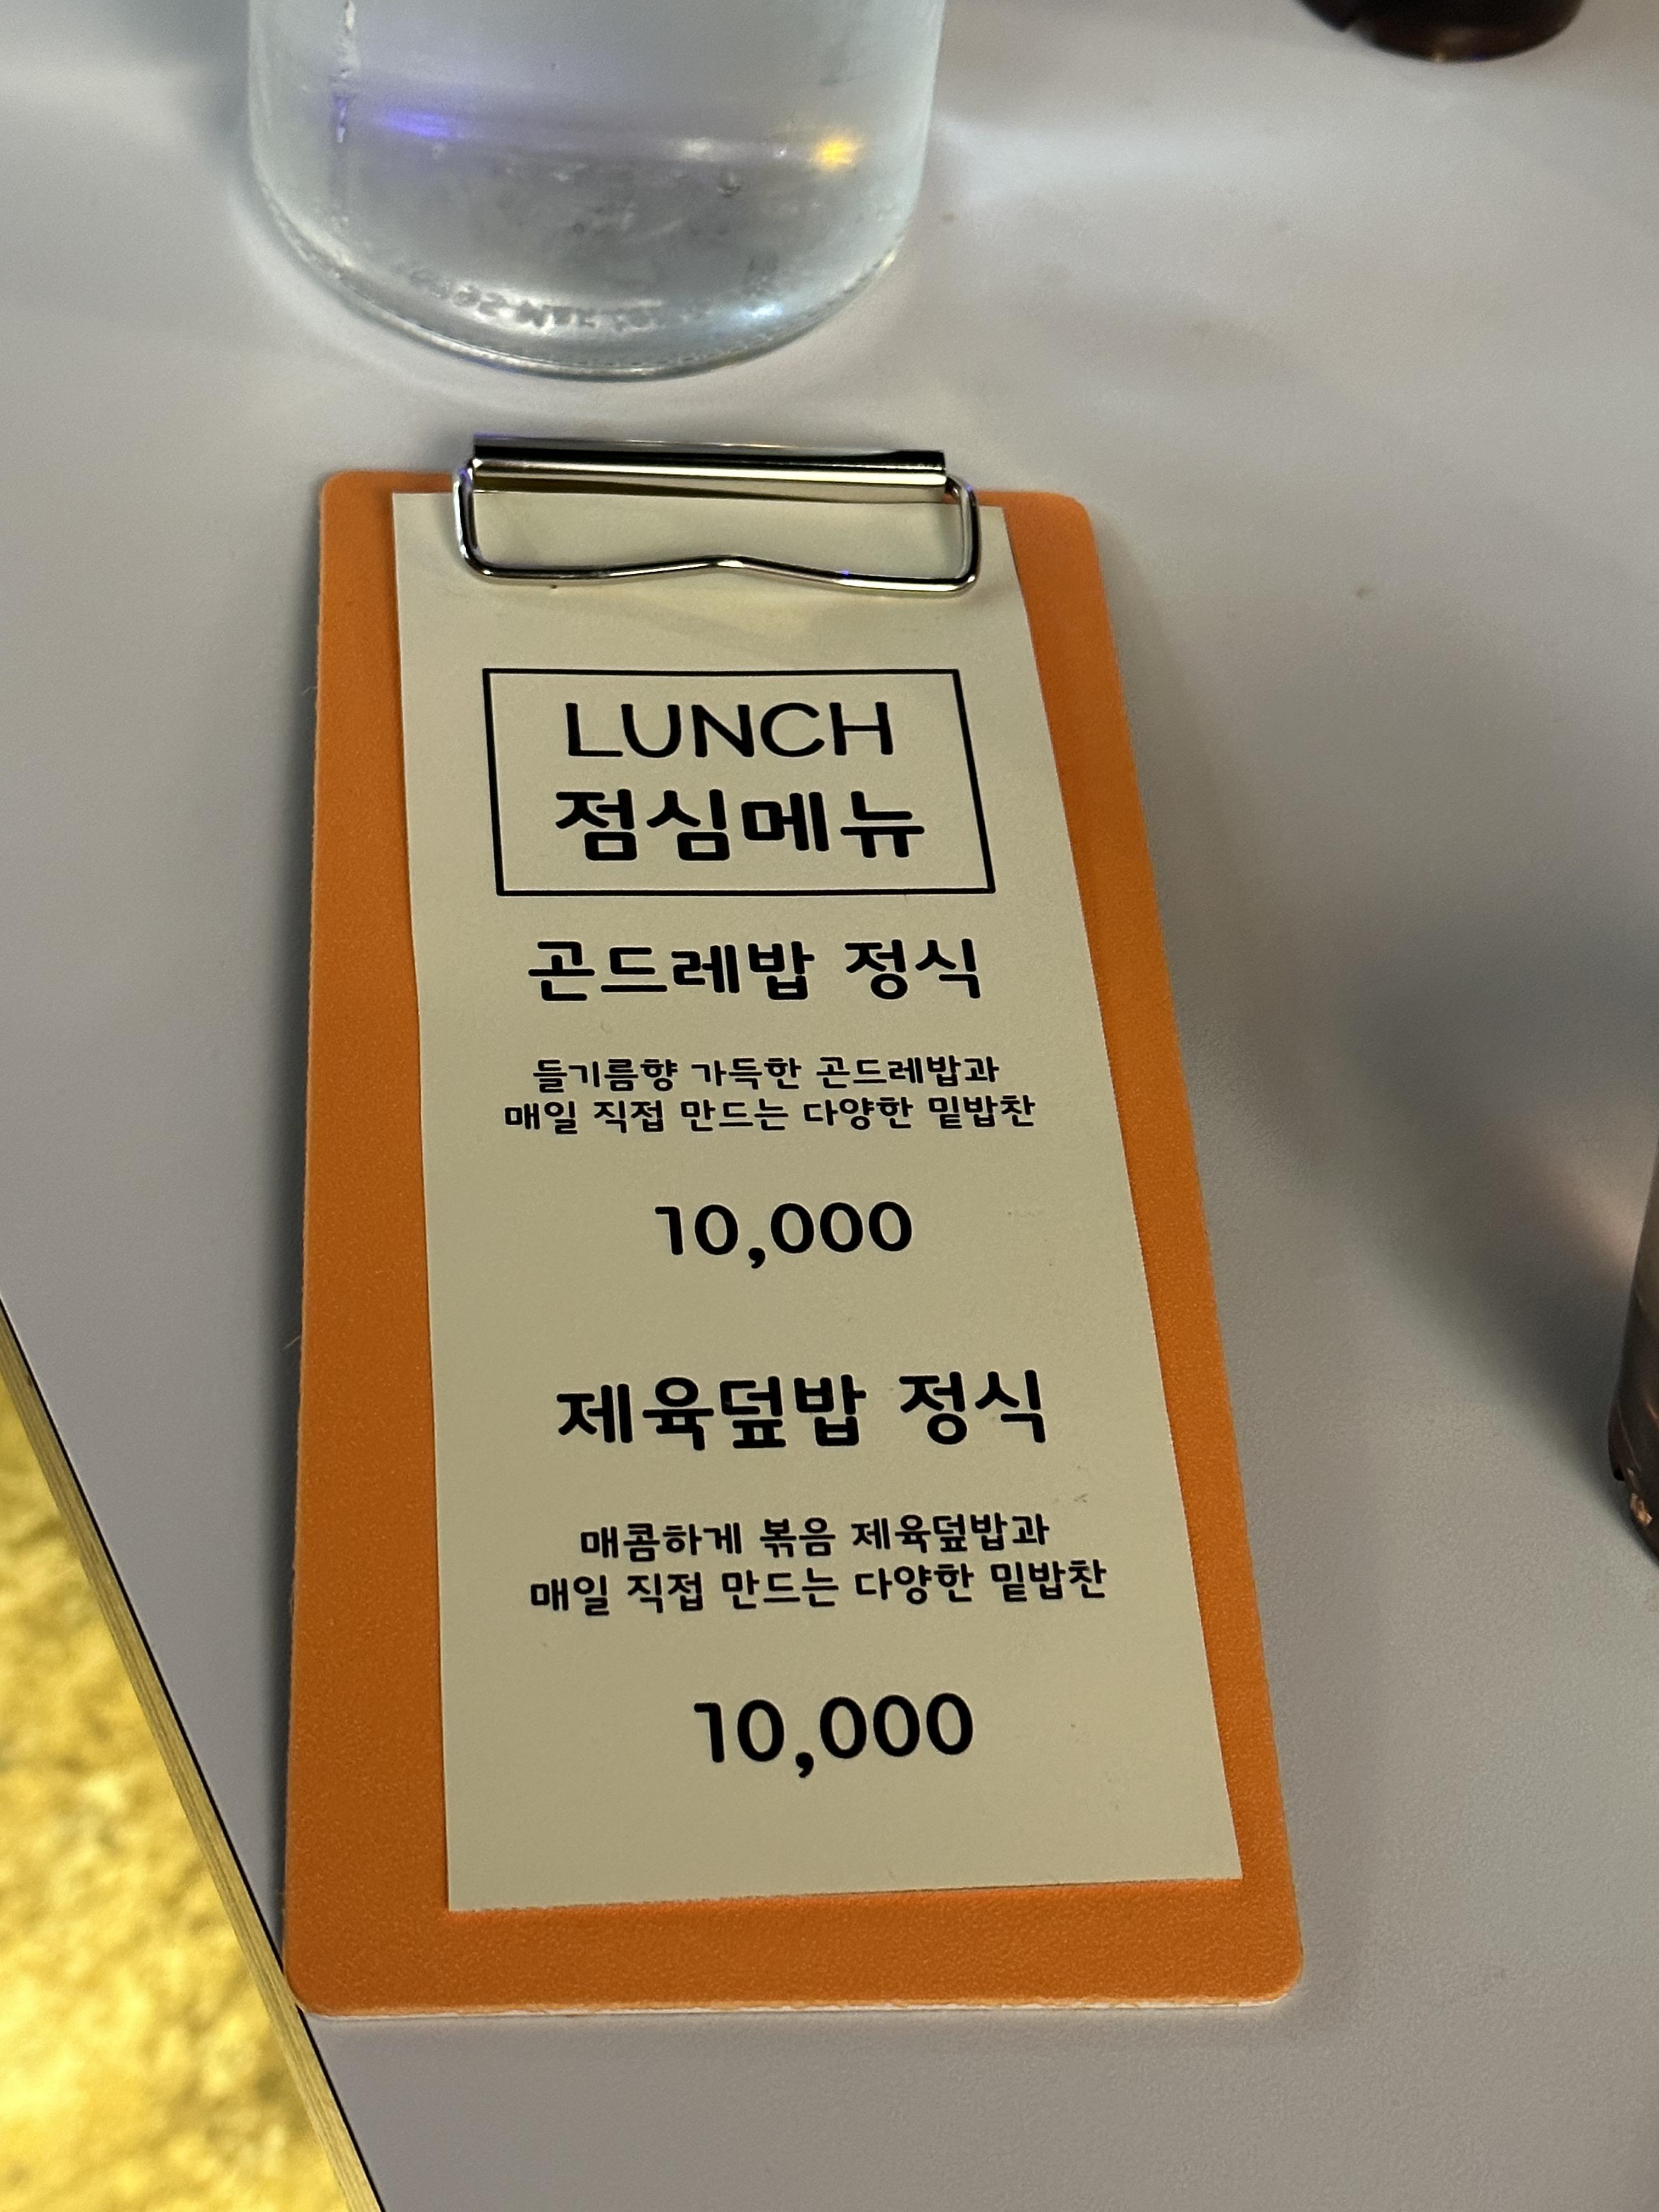 LUNCH
점심메뉴
곤드레밥 정식
들기름향 가득한 곤드레밥과
매일 직접 만드는 다양한 밑밥찬
10,000
제육덮밥 정식
매콤하게 볶음 제육덮밥과
매일 직접 만드는 다양한 밑밥찬
10,000